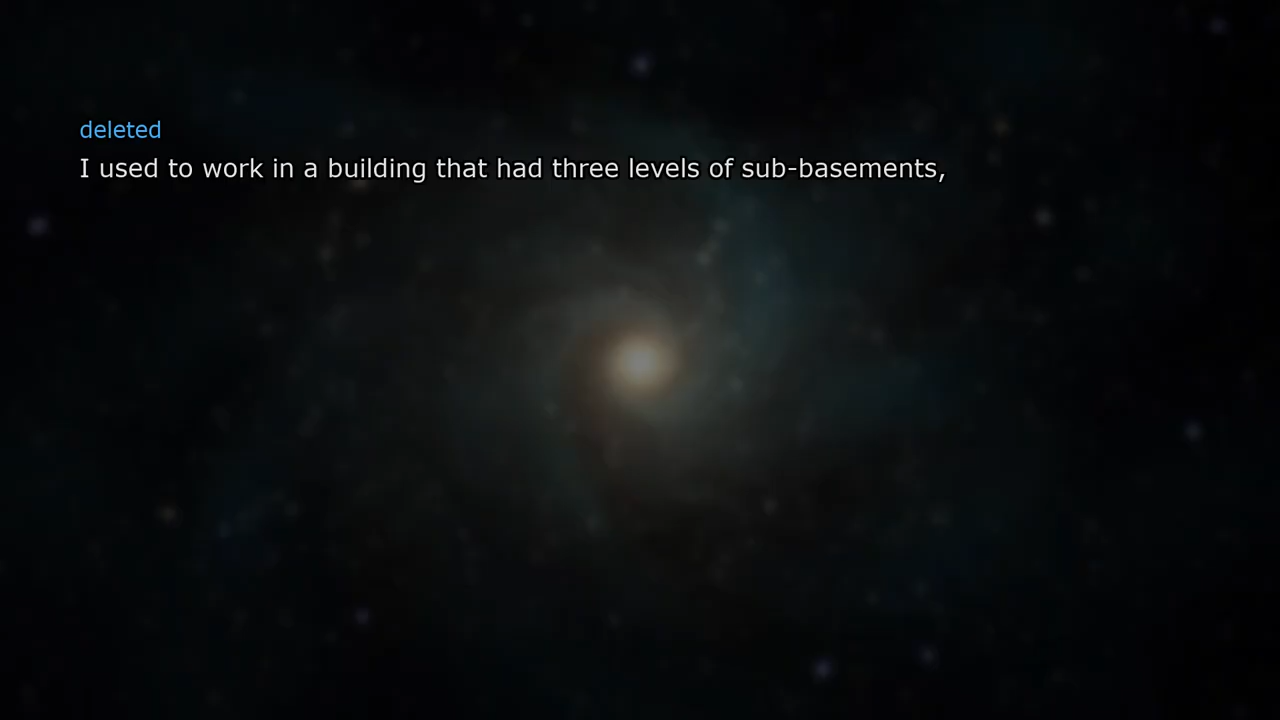 deleted
I used to work in a building that had three levels of sub-basements,